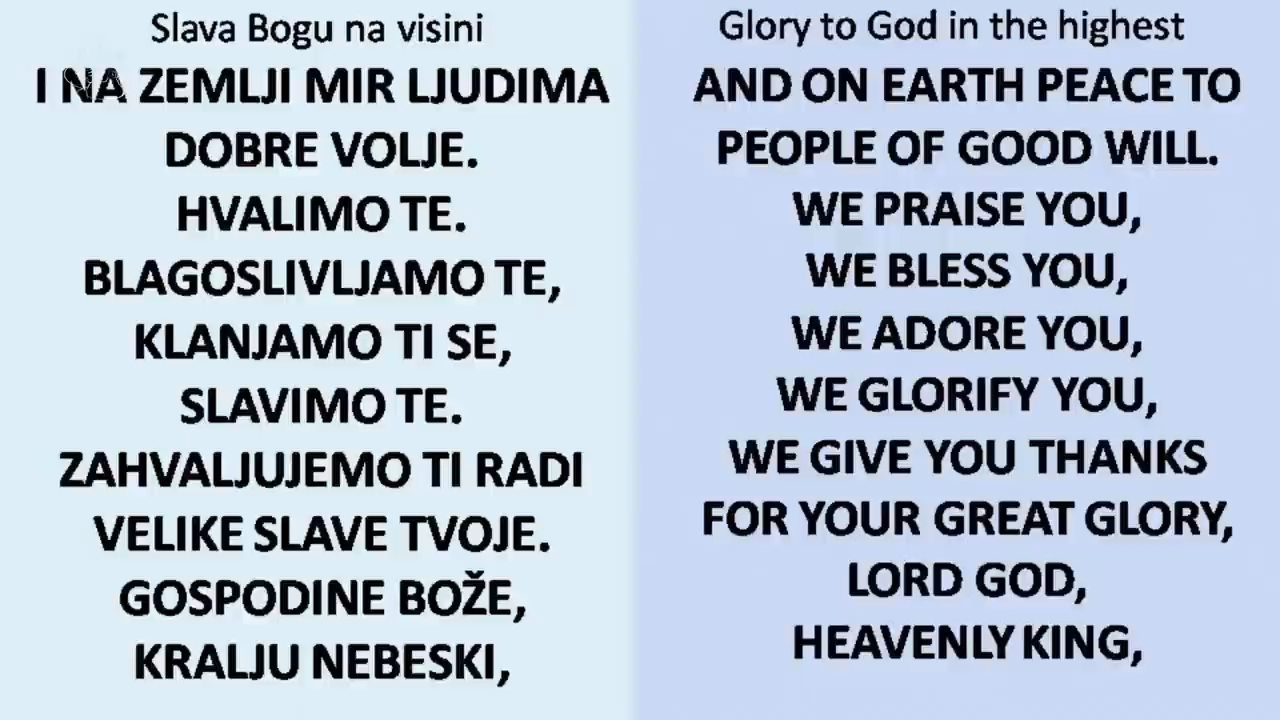 Slava Bogu na visini
I NA ZEMLJI MIR LJUDIMA
DOBRE VOLJE.
HVALIMO TE.
BLAGOSLIVLJAMO TE,
KLANJAMO TI SE,
SLAVIMO TE.
ZAHVALJUJEMO TI RADI
VELIKE SLAVE TVOJE.
GOSPODINE BOŽE,
KRALJU NEBESKI,
Glory to God in the highest
AND ON EARTH PEACE TO
PEOPLE OF GOOD WILL.
WE PRAISE YOU,
WE BLESS YOU,
WE ADORE YOU,
WE GLORIFY YOU,
WE GIVE YOU THANKS
FOR YOUR GREAT GLORY,
LORD GOD,
HEAVENLY KING,